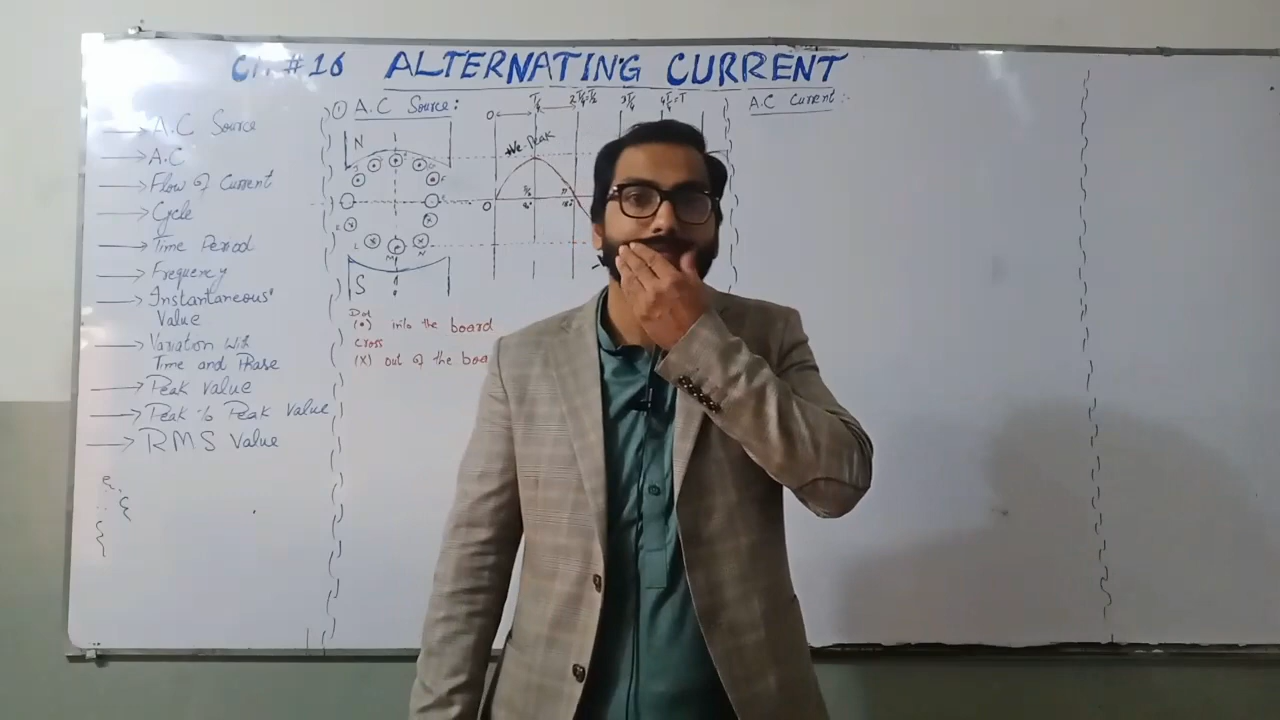 CH #16 ALTERNATING CURRENT
A.C Source
A.C
Flow of Current
Cycle
Time Period
Frequency
Instantaneous
Value
Variation with
Time and Phase
Peak Value
Peak to Peak Value
RMS Value
① A.C Source:
N
S
Dot
(•) into the board
Cross
(X) out of the
0
+Ve Peak
0
A.C Current:-